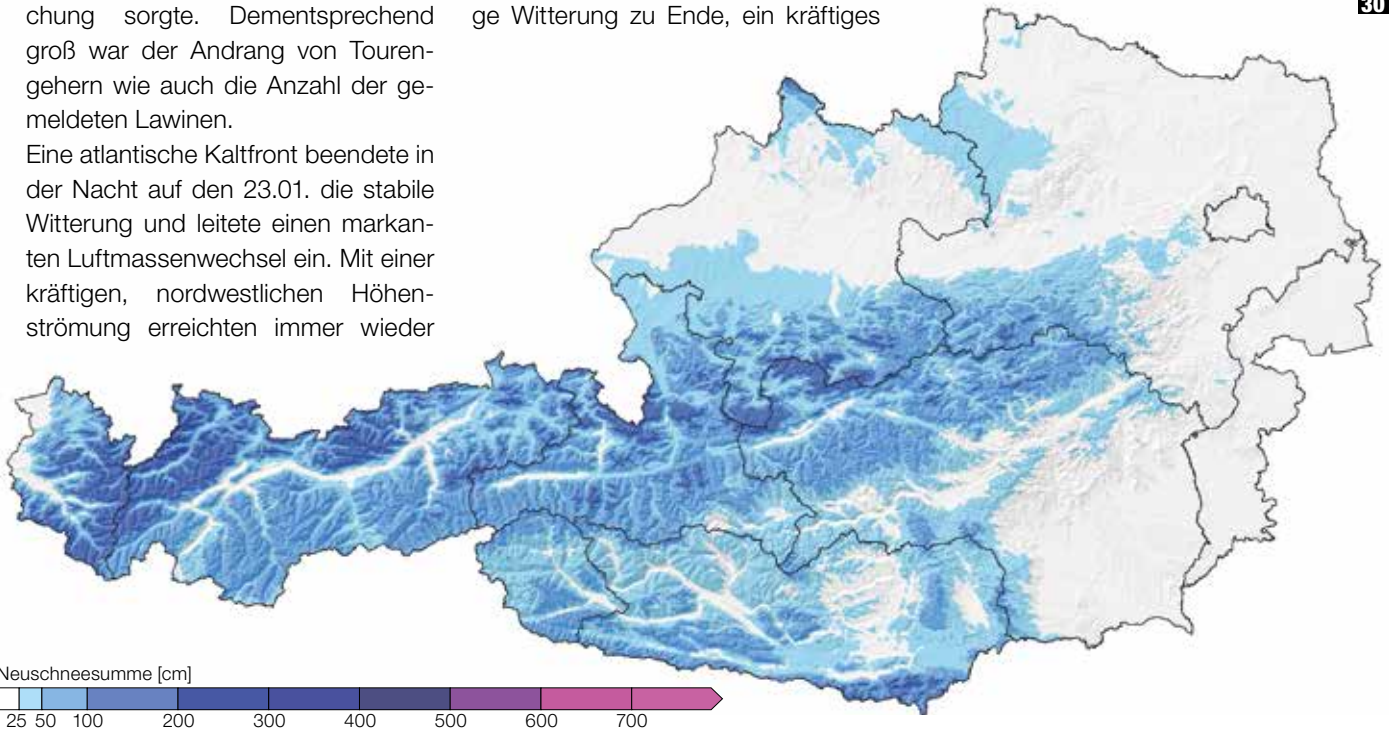 chung sorgte. Dementsprechend
groß war der Andrang von Touren-
gehern wie auch die Anzahl der ge-
meldeten Lawinen.
Eine atlantische Kaltfront beendete in
der Nacht auf den 23.01. die stabile
Witterung und leitete einen markan-
ten Luftmassenwechsel ein. Mit einer
kräftigen, nordwestlichen Höhen-
strömung erreichten immer wieder
ge Witterung zu Ende, ein kräftiges
30
Neuschneesumme [cm]
25 50 100 200 300 400 500 600 700